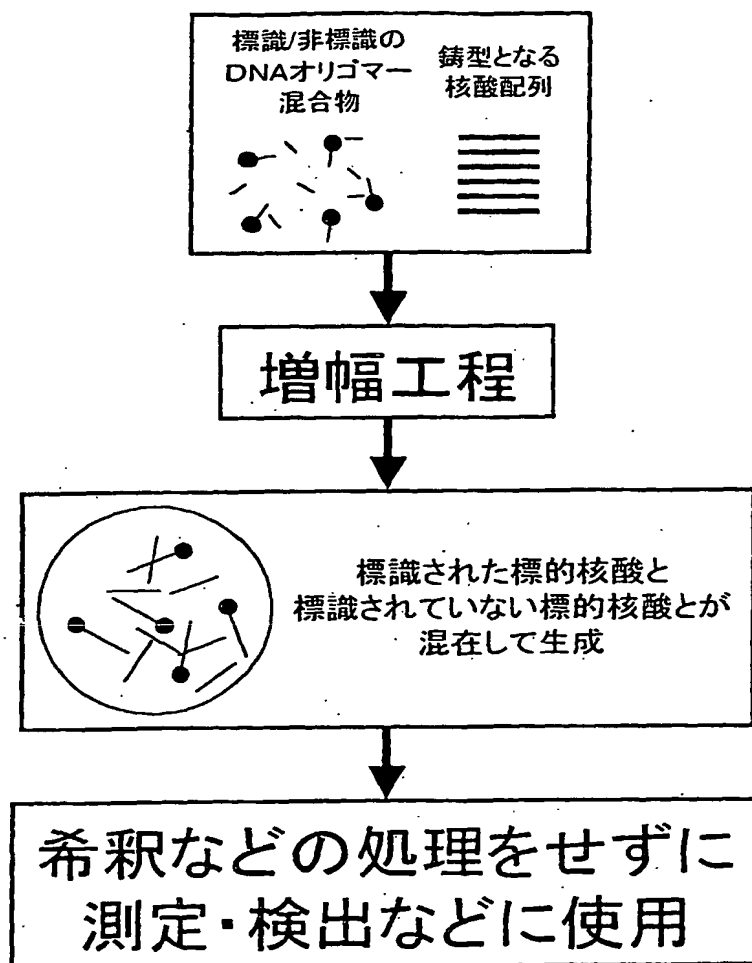 標識/非標識の
DNAオリゴマー
混合物
鋳型となる
核酸配列
増幅工程
標識された標的核酸と
標識されていない標的核酸とが
混在して生成
希釈などの処理をせずに
測定・検出などに使用